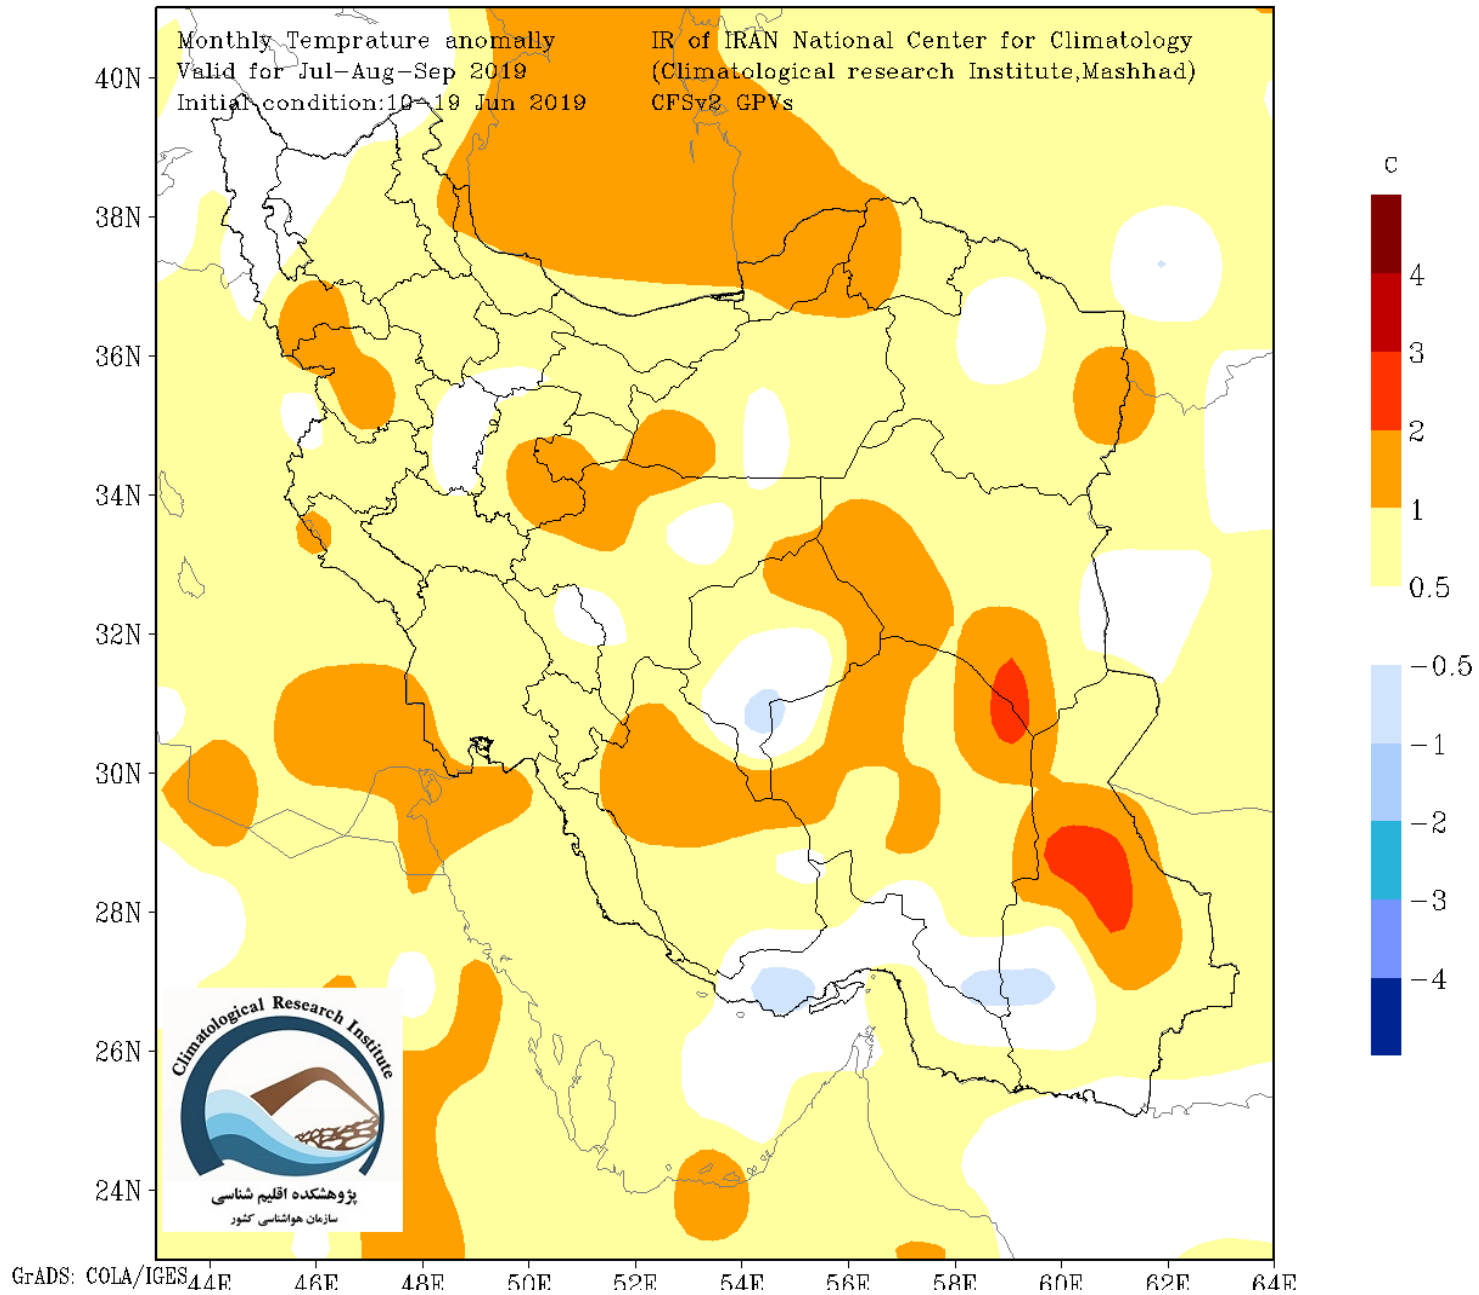 Monthly Temprature anomally
IR of IRAN National Center for Climatology
Valid for Jul-Aug-Sep 2019
(Climatological research Institute,Mashhad)
Initial condition:10-19 Jun 2019
CFSv2 GPVs
C
4
3
2
1
0.5
-0.5
-1
-2
-3
-4
40N
38N
36N
34N
32N
30N
28N
26N
24N
Climatological Research Institute
پژوهشکده اقلیم شناسی
سازمان هواشناسی کشور
GrADS: COLA/IGES
44E 46E 48E 50E 52E 54E 56E 58E 60E 62E 64E